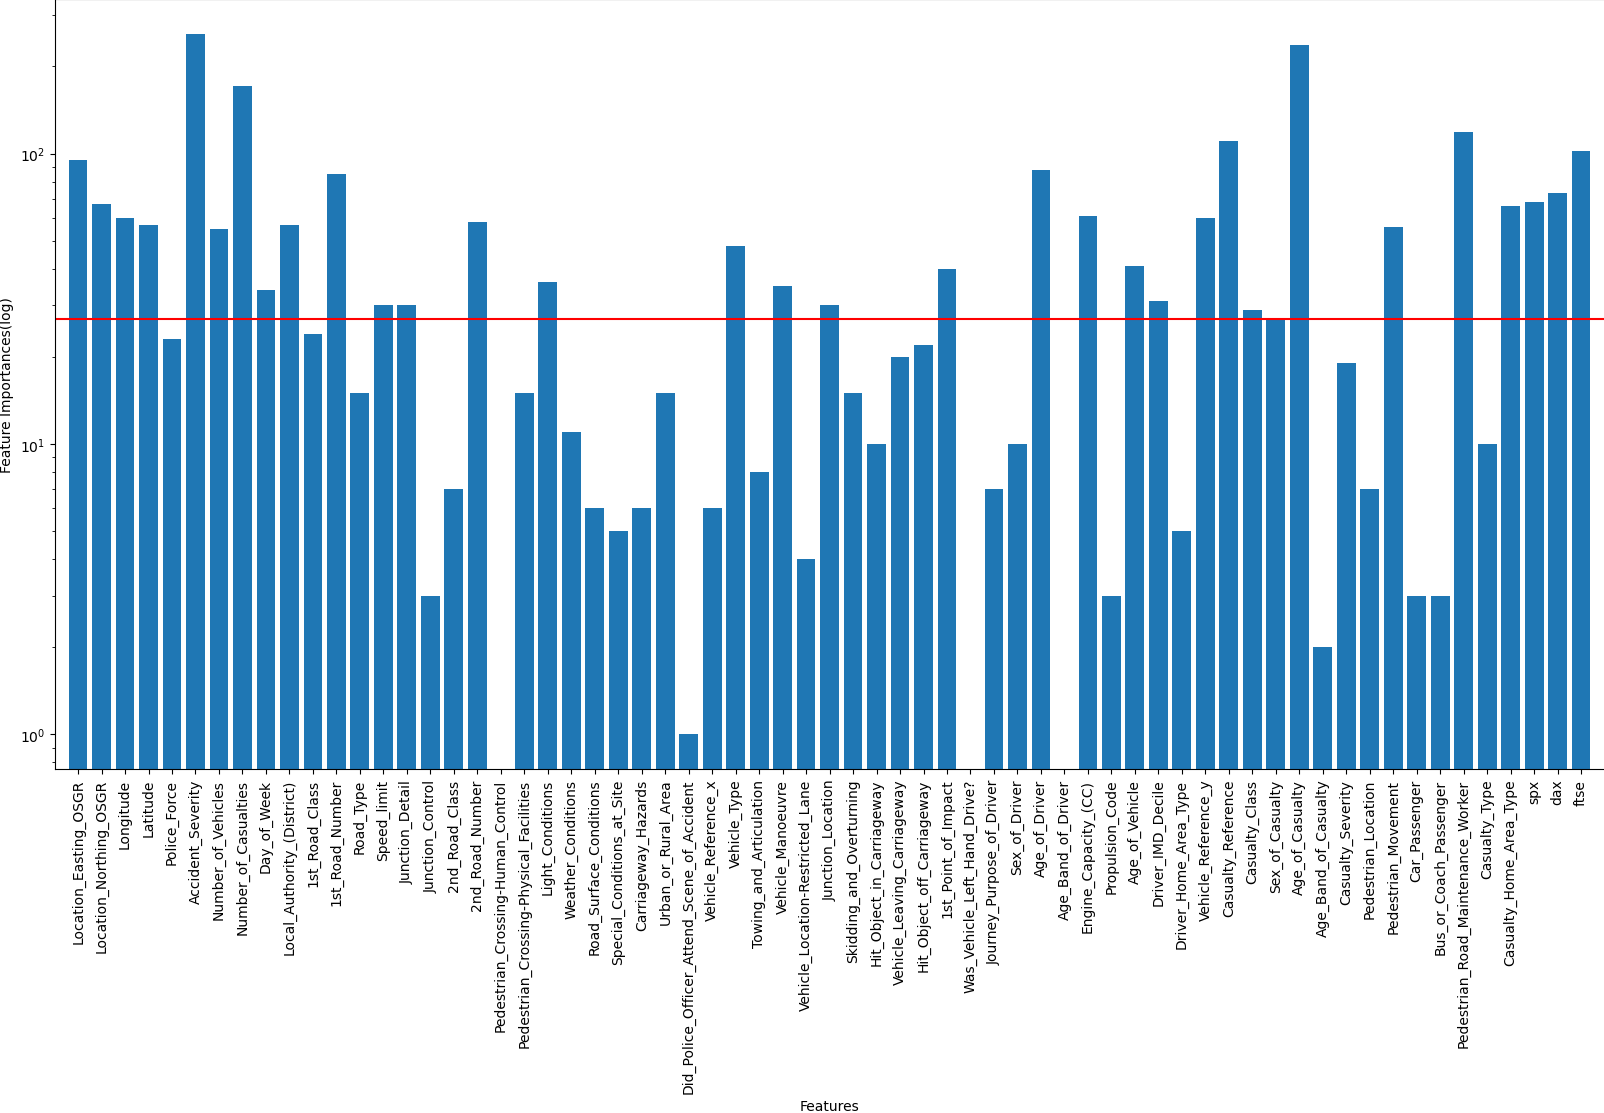 Feature Importances(log)
10²
10¹
10⁰
Location_Easting_OSGR
Location_Northing_OSGR
Longitude
Latitude
Police_Force
Accident_Severity
Number_of_Vehicles
Number_of_Casualties
Day_of_Week
Local_Authority_(District)
1st_Road_Class
1st_Road_Number
Road_Type
Speed_limit
Junction_Detail
Junction_Control
2nd_Road_Class
2nd_Road_Number
Pedestrian_Crossing-Human_Control
Pedestrian_Crossing-Physical_Facilities
Light_Conditions
Weather_Conditions
Road_Surface_Conditions
Special_Conditions_at_Site
Carriageway_Hazards
Urban_or_Rural_Area
Did_Police_Officer_Attend_Scene_of_Accident
Vehicle_Reference_x
Vehicle_Type
Towing_and_Articulation
Vehicle_Manoeuvre
Vehicle_Location-Restricted_Lane
Junction_Location
Skidding_and_Overturning
Hit_Object_in_Carriageway
Vehicle_Leaving_Carriageway
Hit_Object_off_Carriageway
1st_Point_of_Impact
Was_Vehicle_Left_Hand_Drive?
Journey_Purpose_of_Driver
Sex_of_Driver
Age_of_Driver
Age_Band_of_Driver
Engine_Capacity_(CC)
Propulsion_Code
Age_of_Vehicle
Driver_IMD_Decile
Driver_Home_Area_Type
Vehicle_Reference_y
Casualty_Reference
Casualty_Class
Sex_of_Casualty
Age_of_Casualty
Age_Band_of_Casualty
Casualty_Severity
Pedestrian_Location
Pedestrian_Movement
Car_Passenger
Bus_or_Coach_Passenger
Pedestrian_Road_Maintenance_Worker
Casualty_Type
Casualty_Home_Area_Type
spx
dax
ftse
Features